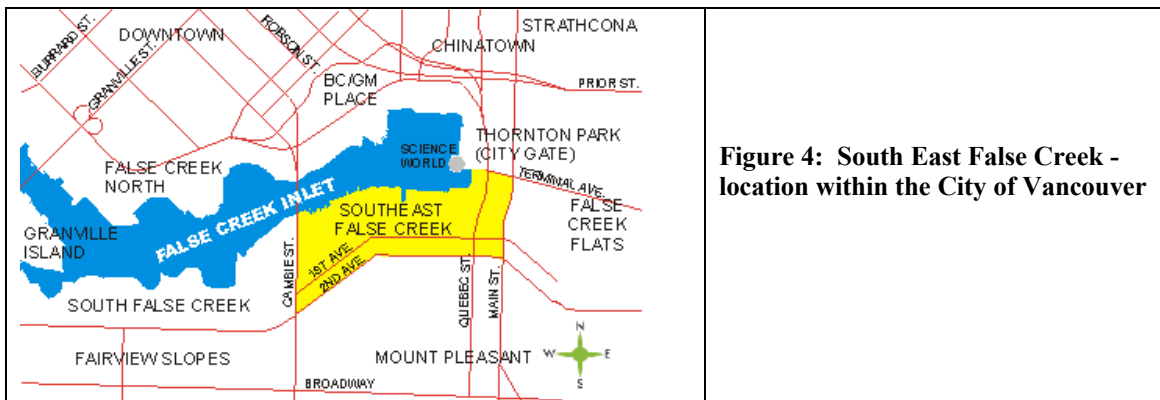 STRATHCONA
DOWNTOWN
ROBSON ST.
CHINATOWN
BURRARD ST.
GRANVILLE ST.
BC/GM
PLACE
PRIOR ST.
THORNTON PARK
(CITY GATE)
SCIENCE
WORLD
FALSE CREEK
NORTH
TERMINAL AVE.
FALSE CREEK INLET
SOUTHEAST
FALSE CREEK
FALSE
CREEK
FLATS
GRANVILLE
ISLAND
1ST AVE.
2ND AVE.
CAMBIE ST.
QUEBEC ST.
MAIN ST.
SOUTH FALSE CREEK
N
W
E
S
FAIRVIEW SLOPES
MOUNT PLEASANT
BROADWAY
Figure 4: South East False Creek -
location within the City of Vancouver